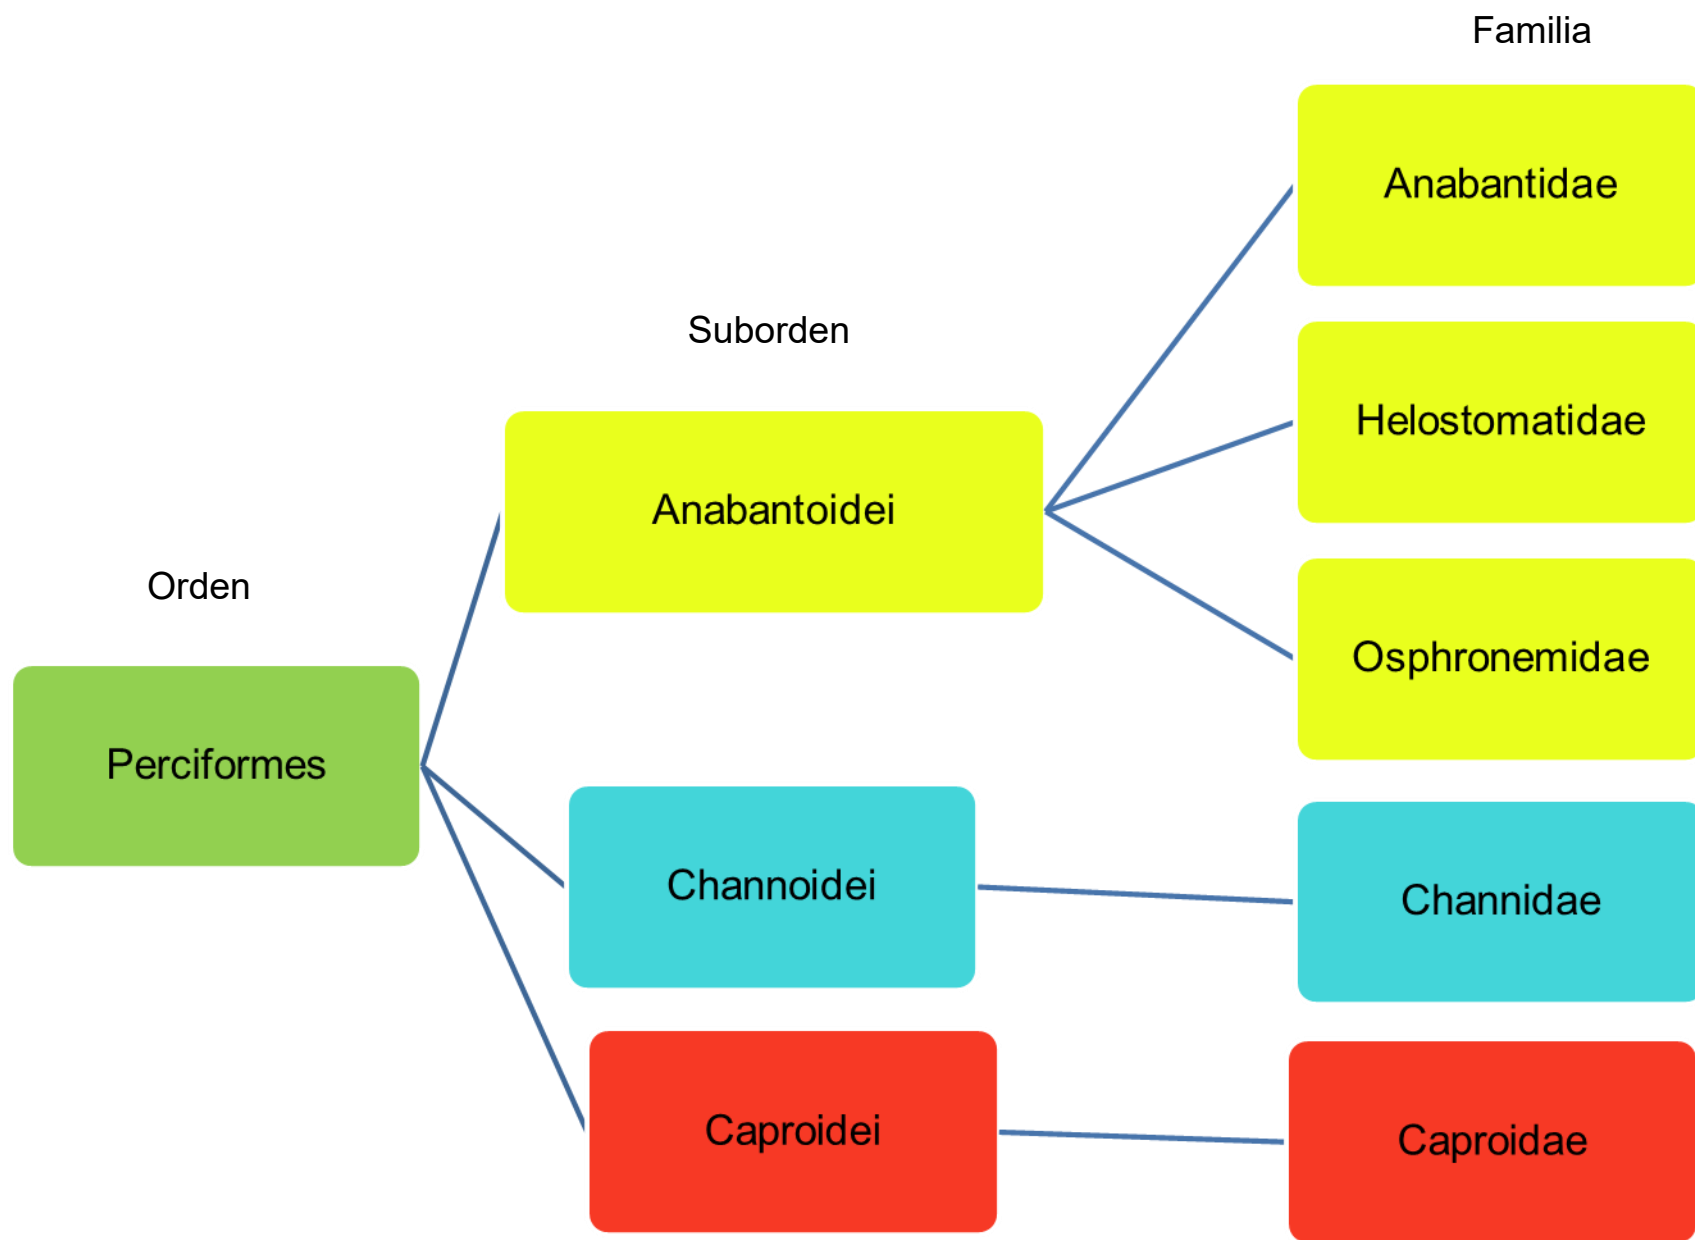 Familia
Anabantidae
Suborden
Helostomatidae
Anabantoidei
Orden
Osphronemidae
Perciformes
Channoidei
Channidae
Caproidei
Caproidae